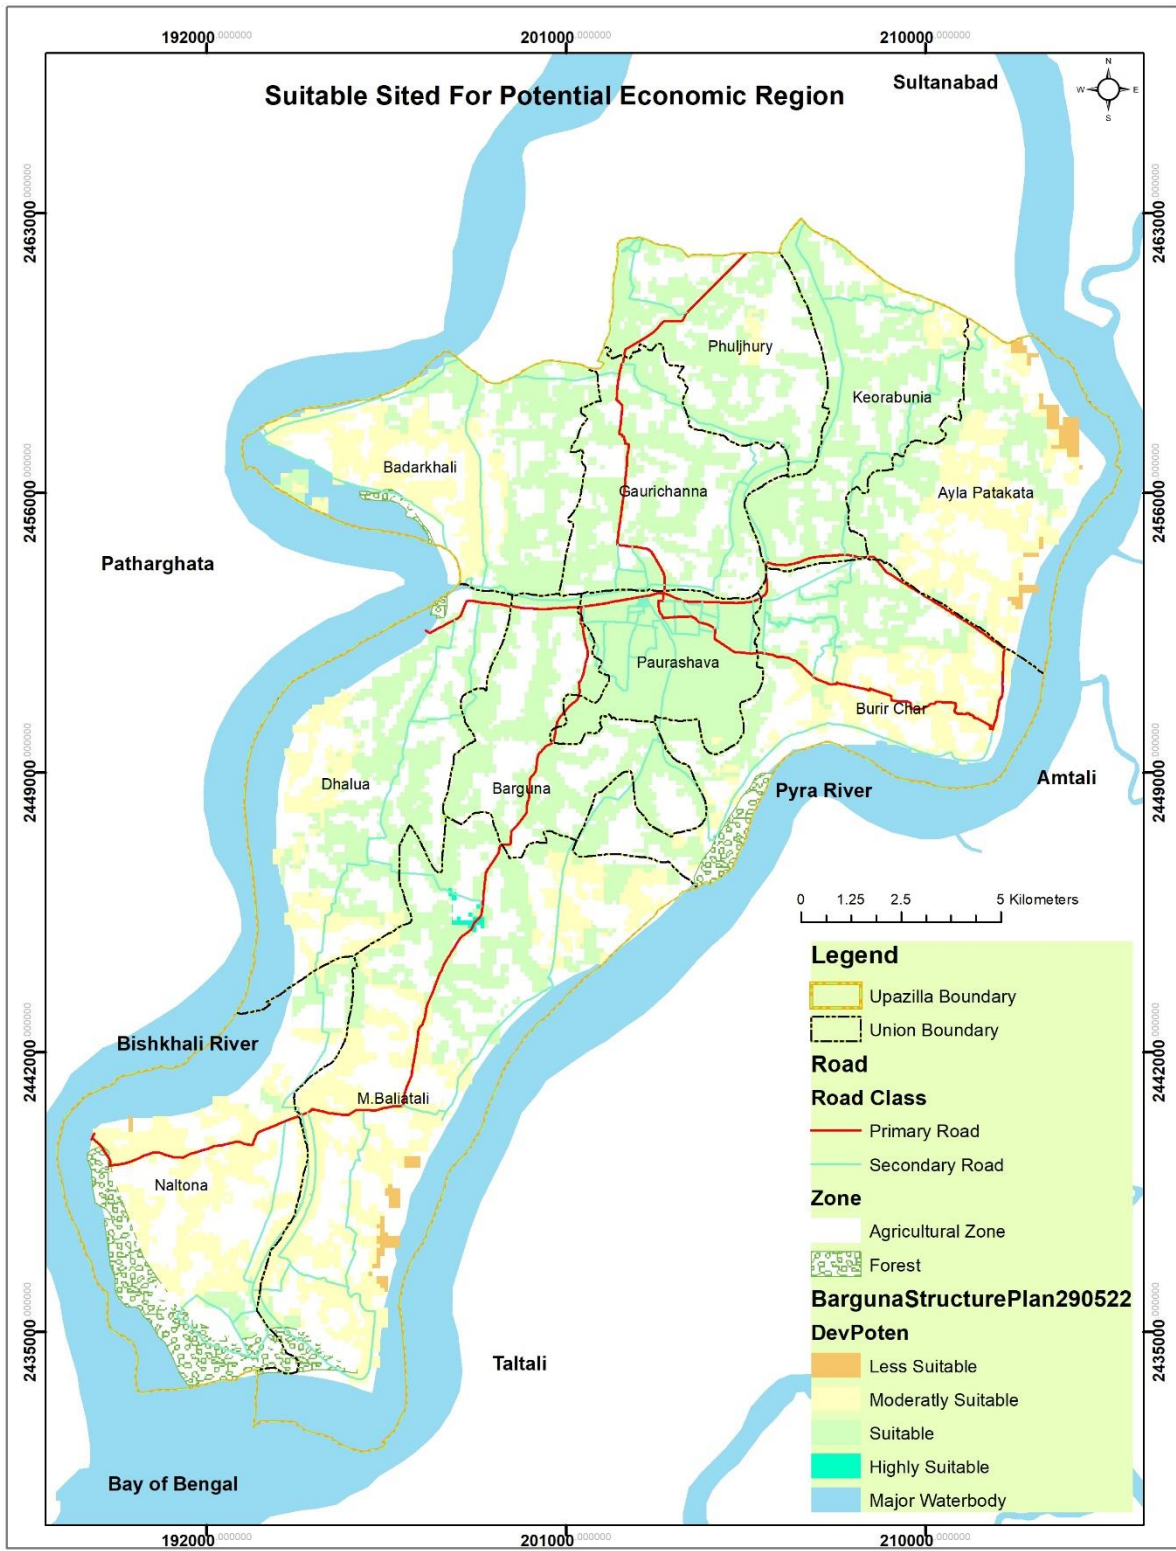 192000.000000 201000.000000 210000.000000
Sultanabad
Suitable Sited For Potential Economic Region
N
W E
S
2463000.000000 2463000.000000
Phuljhury
Keorabunia
Badarkhali
Gaurichanna
Ayla Patakata
2456000.000000 2456000.000000
Patharghata
Paurashava
Burir Char
Dhalua
Barguna
Pyra River
Amtali
2449000.000000 2449000.000000
0 1.25 2.5 5 Kilometers
Bishkhali River
M.Baliatali
2442000.000000 2442000.000000
Naltona
Taltali
2435000.000000 2435000.000000
Bay of Bengal
Legend
Upazilla Boundary
Union Boundary
Road
Road Class
Primary Road
Secondary Road
Zone
Agricultural Zone
Forest
BargunaStructurePlan290522
DevPoten
Less Suitable
Moderatly Suitable
Suitable
Highly Suitable
Major Waterbody
192000.000000 201000.000000 210000.000000